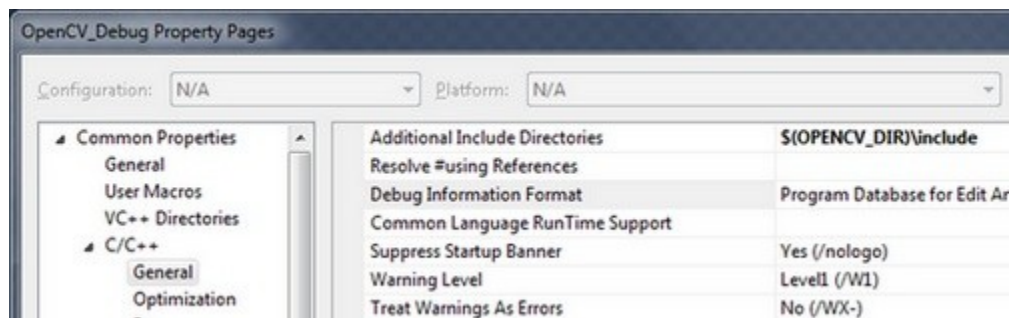 OpenCV_Debug Property Pages
Configuration: N/A Platform: N/A
Common Properties Additional Include Directories $(OPENCV_DIR)\include
General Resolve #using References
User Macros Debug Information Format Program Database for Edit
VC++ Directories Common Language RunTime Support
C/C++ Suppress Startup Banner Yes (/nologo)
General Warning Level Level1 (/W1)
Optimization Treat Warnings As Errors No (/WX-)